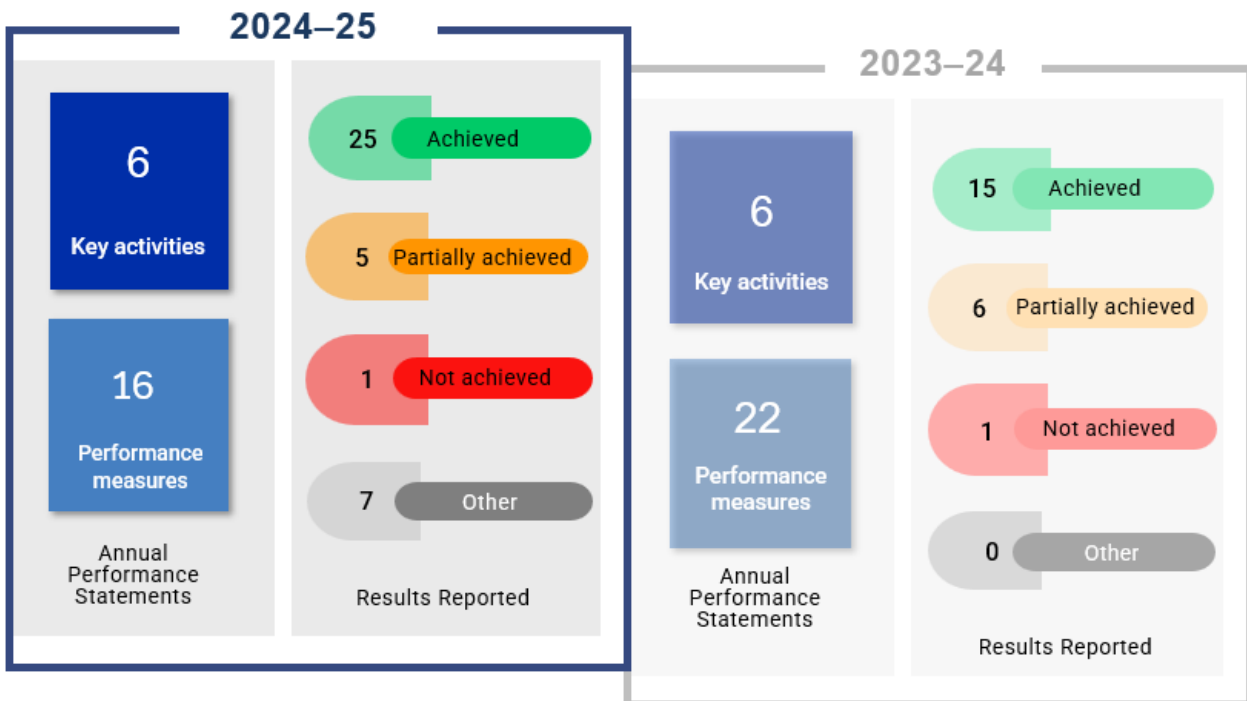 2024–25
6
Key activities
16
Performance
measures
Annual
Performance
Statements
25
Achieved
5
Partially achieved
1
Not achieved
7
Other
Results Reported
2023–24
6
Key activities
22
Performance
measures
Annual
Performance
Statements
15
Achieved
6
Partially achieved
1
Not achieved
0
Other
Results Reported